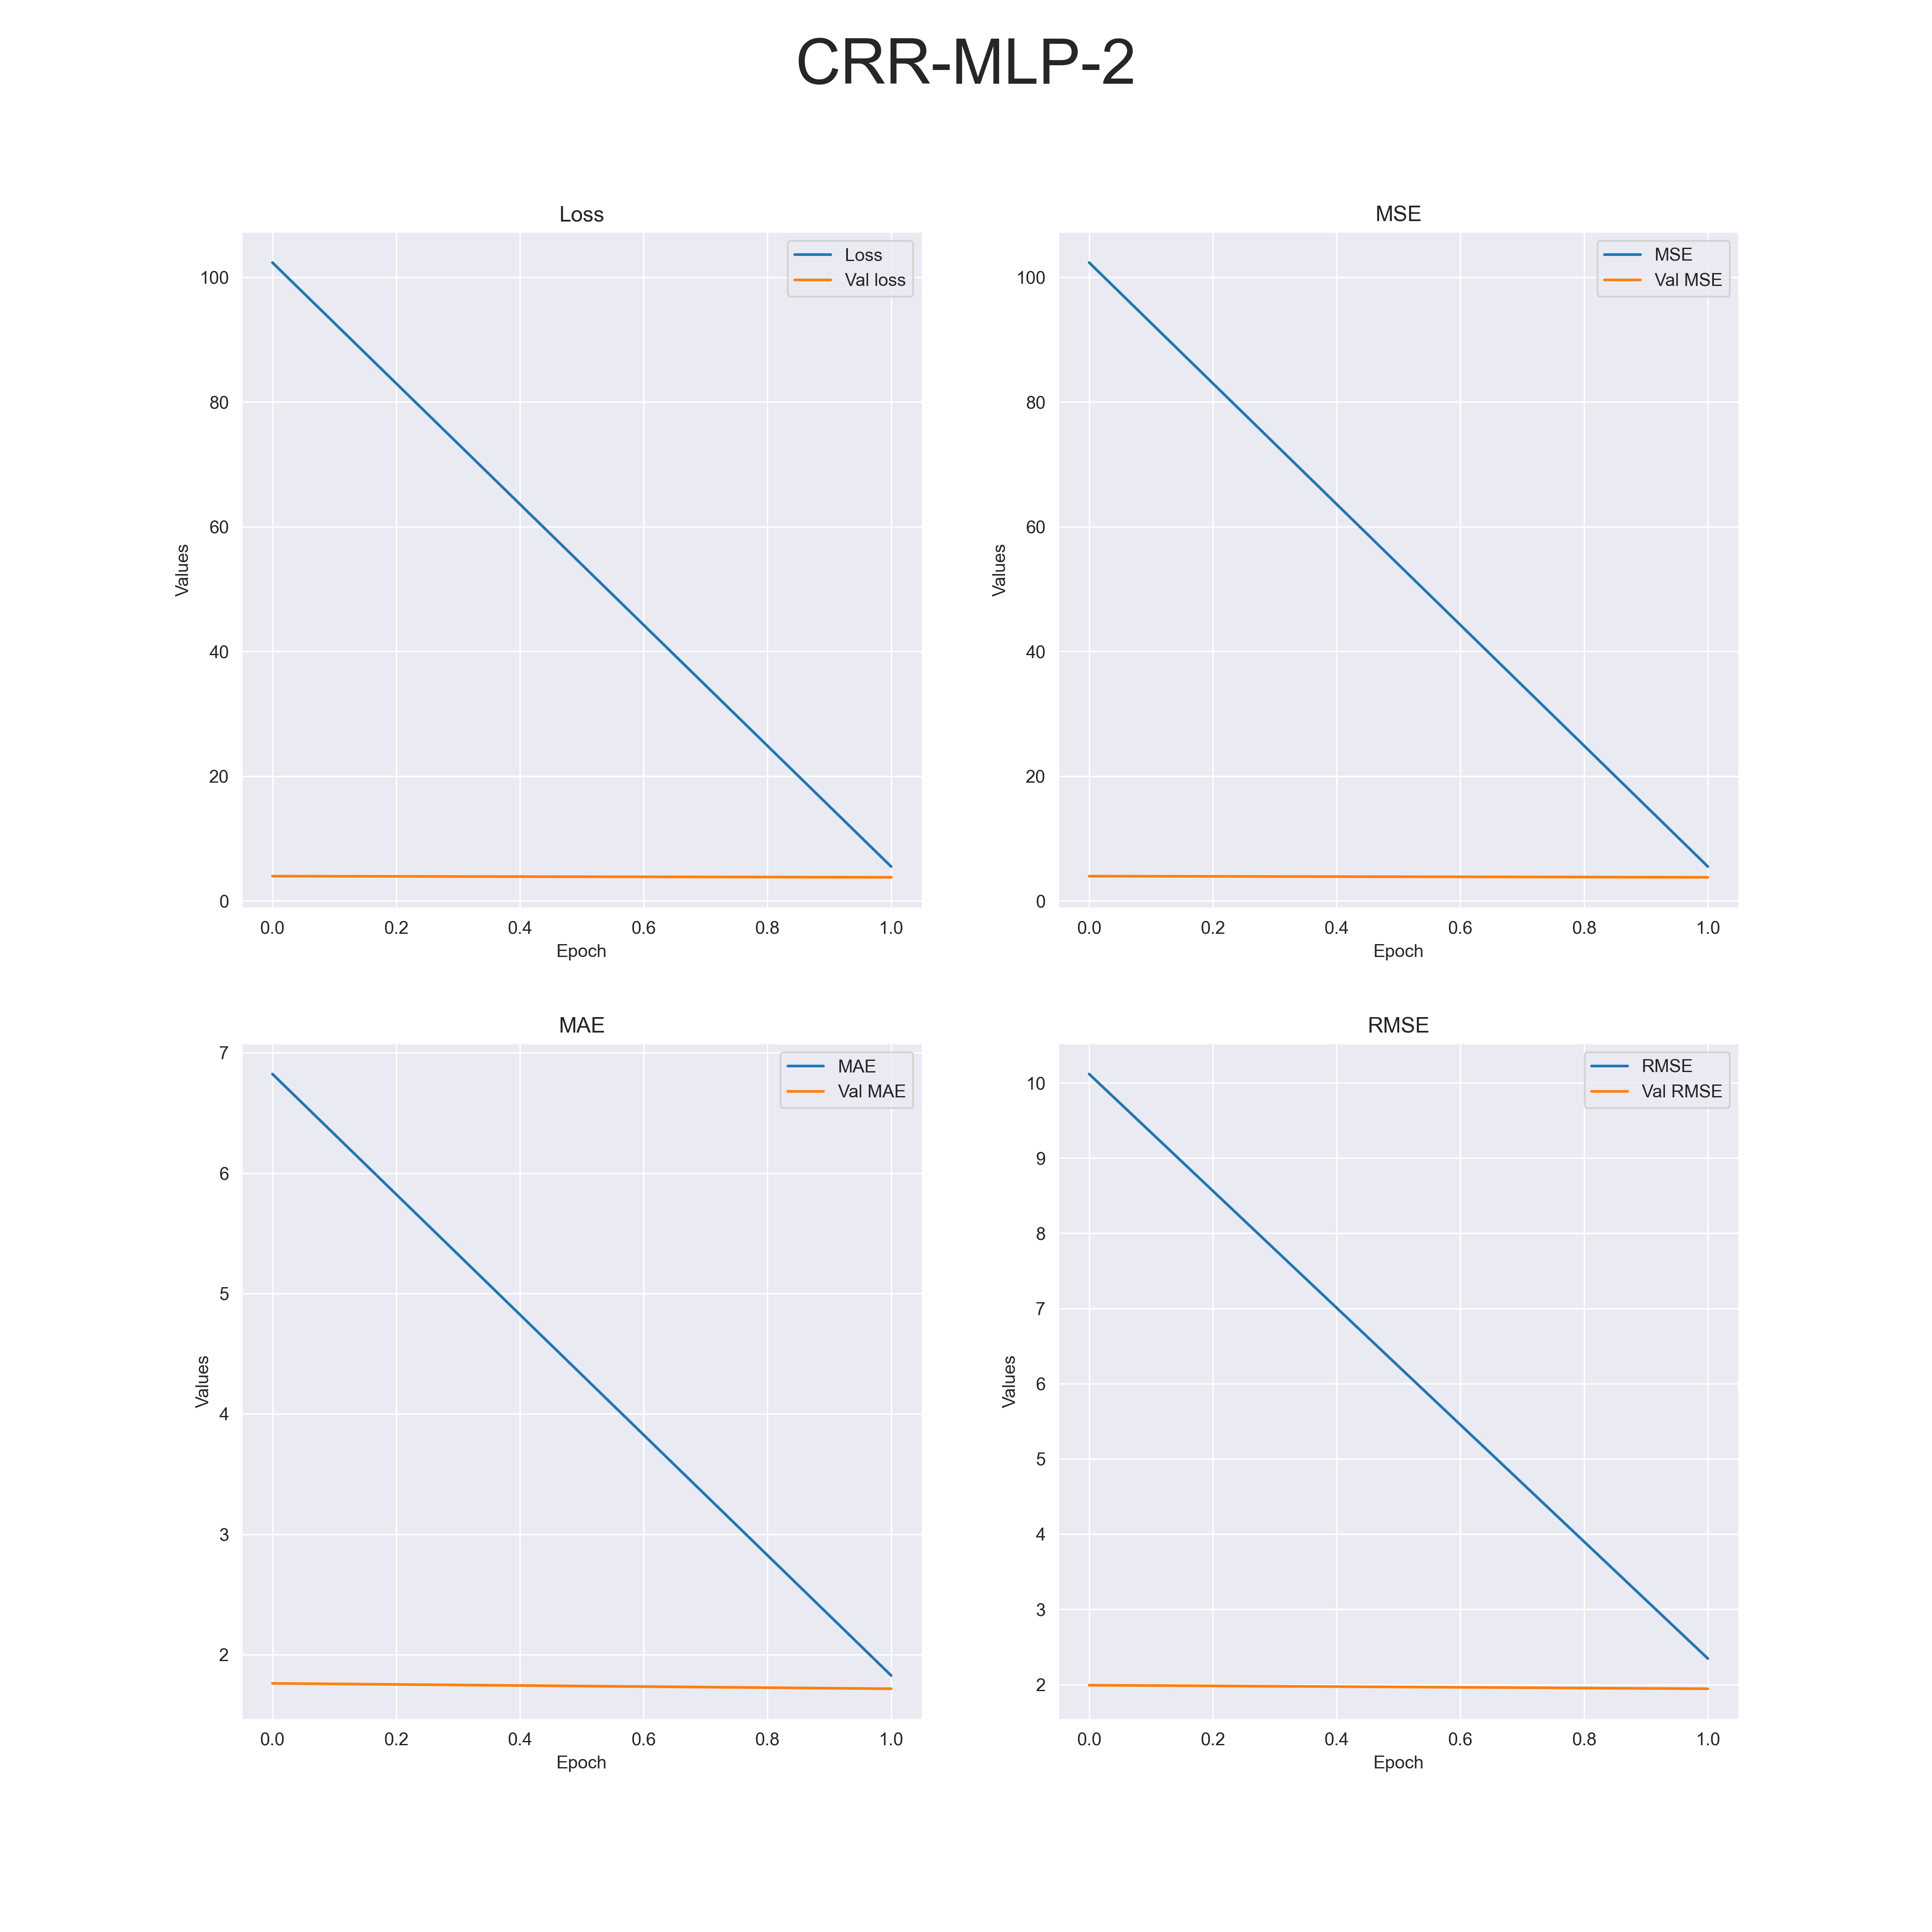 CRR-MLP-2
Loss
Loss
Val loss
100
80
60
40
20
0
Values
0.0 0.2 0.4 0.6 0.8 1.0
Epoch
MSE
MSE
Val MSE
100
80
60
40
20
0
Values
0.0 0.2 0.4 0.6 0.8 1.0
Epoch
MAE
MAE
Val MAE
7
6
5
4
3
2
Values
0.0 0.2 0.4 0.6 0.8 1.0
Epoch
RMSE
RMSE
Val RMSE
10
9
8
7
6
5
4
3
2
Values
0.0 0.2 0.4 0.6 0.8 1.0
Epoch